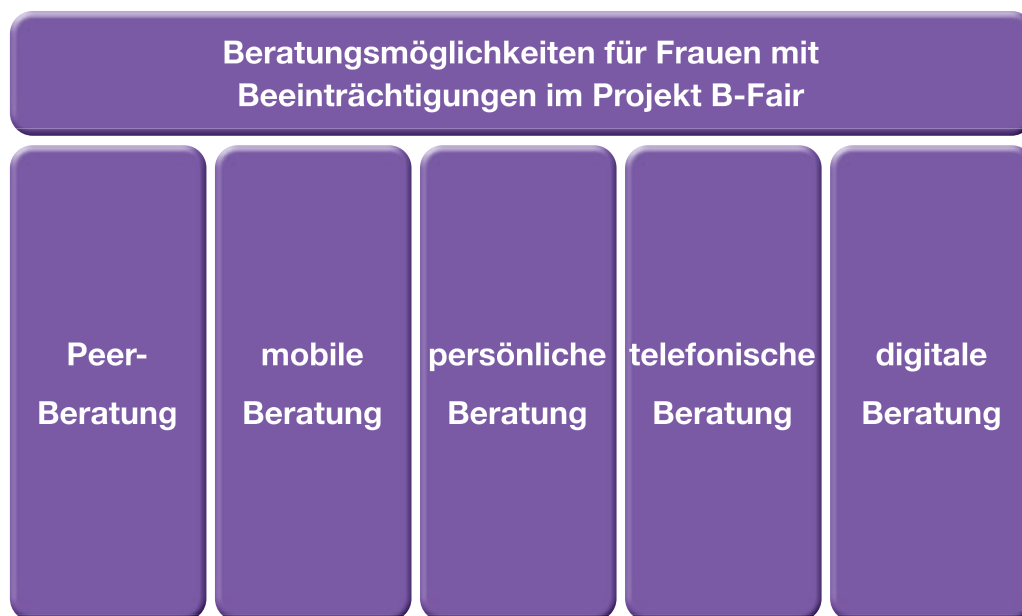 Beratungsmöglichkeiten für Frauen mit
Beeinträchtigungen im Projekt B-Fair
Peer-
Beratung
mobile
Beratung
persönliche
Beratung
telefonische
Beratung
digitale
Beratung